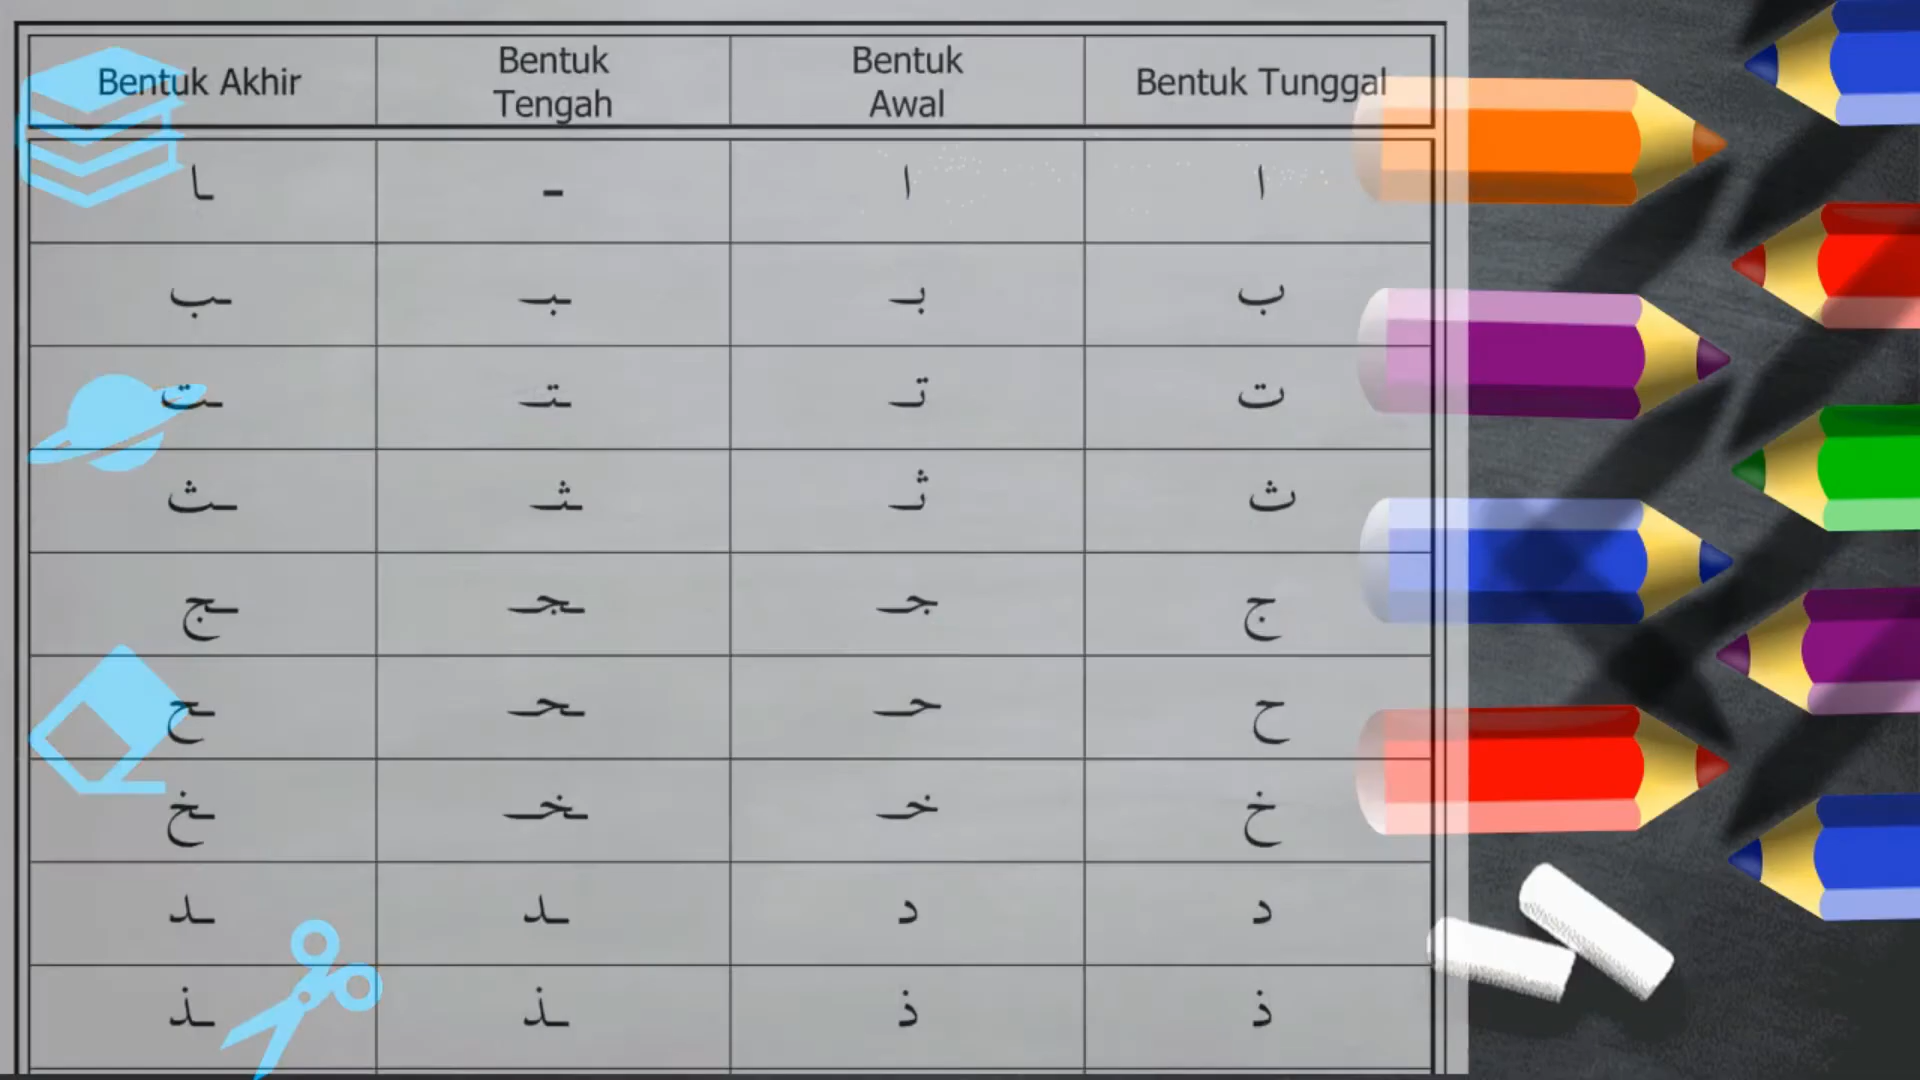 Bentuk Akhir Bentuk Tengah Bentuk Awal Bentuk Tunggal
ـا - ا ا
ـب ـبـ بـ ب
ـت ـتـ تـ ت
ـث ـثـ ثـ ث
ـج ـجـ جـ ج
ـح ـحـ حـ ح
ـخ ـخـ خـ خ
ـد ـد د د
ـذ ـذ ذ ذ